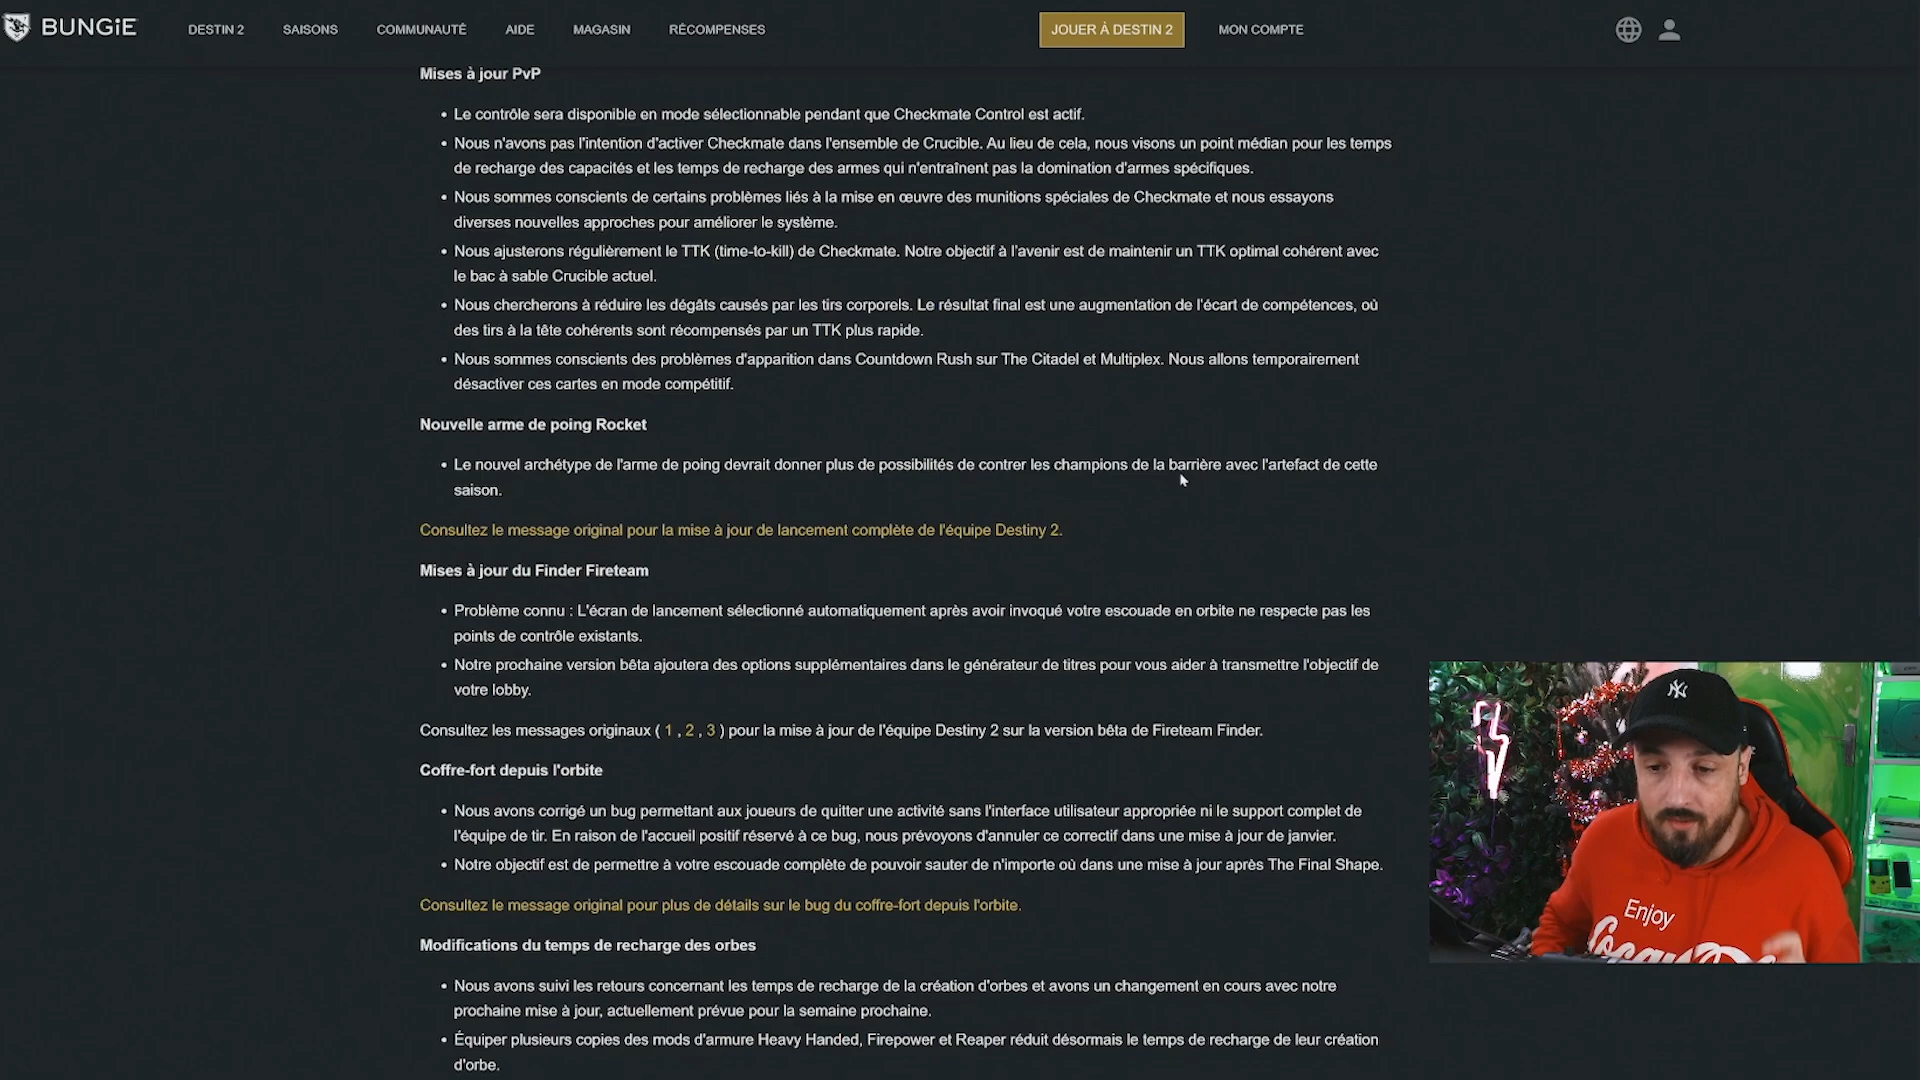 BUNGiE
DESTIN 2
SAISONS
COMMUNAUTÉ
AIDE
MAGASIN
RÉCOMPENSES
JOUER À DESTIN 2
MON COMPTE
Mises à jour PvP
• Le contrôle sera disponible en mode sélectionnable pendant que Checkmate Control est actif.
• Nous n'avons pas l'intention d'activer Checkmate dans l'ensemble de Crucible. Au lieu de cela, nous visons un point médian pour les temps
de recharge des capacités et les temps de recharge des armes qui n'entraînent pas la domination d'armes spécifiques.
• Nous sommes conscients de certains problèmes liés à la mise en œuvre des munitions spéciales de Checkmate et nous essayons
diverses nouvelles approches pour améliorer le système.
• Nous ajusterons régulièrement le TTK (time-to-kill) de Checkmate. Notre objectif à l'avenir est de maintenir un TTK optimal cohérent avec
le bac à sable Crucible actuel.
• Nous chercherons à réduire les dégâts causés par les tirs corporels. Le résultat final est une augmentation de l'écart de compétences, où
des tirs à la tête cohérents sont récompensés par un TTK plus rapide.
• Nous sommes conscients des problèmes d'apparition dans Countdown Rush sur The Citadel et Multiplex. Nous allons temporairement
désactiver ces cartes en mode compétitif.
Nouvelle arme de poing Rocket
• Le nouvel archétype de l'arme de poing devrait donner plus de possibilités de contrer les champions de la barrière avec l'artefact de cette
saison.
Consultez le message original pour la mise à jour de lancement complète de l'équipe Destiny 2.
Mises à jour du Finder Fireteam
• Problème connu : L'écran de lancement sélectionné automatiquement après avoir invoqué votre escouade en orbite ne respecte pas les
points de contrôle existants.
• Notre prochaine version bêta ajoutera des options supplémentaires dans le générateur de titres pour vous aider à transmettre l'objectif de
votre lobby.
Consultez les messages originaux ( 1 , 2 , 3 ) pour la mise à jour de l'équipe Destiny 2 sur la version bêta de Fireteam Finder.
Coffre-fort depuis l'orbite
• Nous avons corrigé un bug permettant aux joueurs de quitter une activité sans l'interface utilisateur appropriée ni le support complet de
l'équipe de tir. En raison de l'accueil positif réservé à ce bug, nous prévoyons d'annuler ce correctif dans une mise à jour de janvier.
• Notre objectif est de permettre à votre escouade complète de pouvoir sauter de n'importe où dans une mise à jour après The Final Shape.
Consultez le message original pour plus de détails sur le bug du coffre-fort depuis l'orbite.
Modifications du temps de recharge des orbes
• Nous avons suivi les retours concernant les temps de recharge de la création d'orbes et avons un changement en cours avec notre
prochaine mise à jour, actuellement prévue pour la semaine prochaine.
• Équiper plusieurs copies des mods d'armure Heavy Handed, Firepower et Reaper réduit désormais le temps de recharge de leur création
d'orbe.
NY
Enjoy